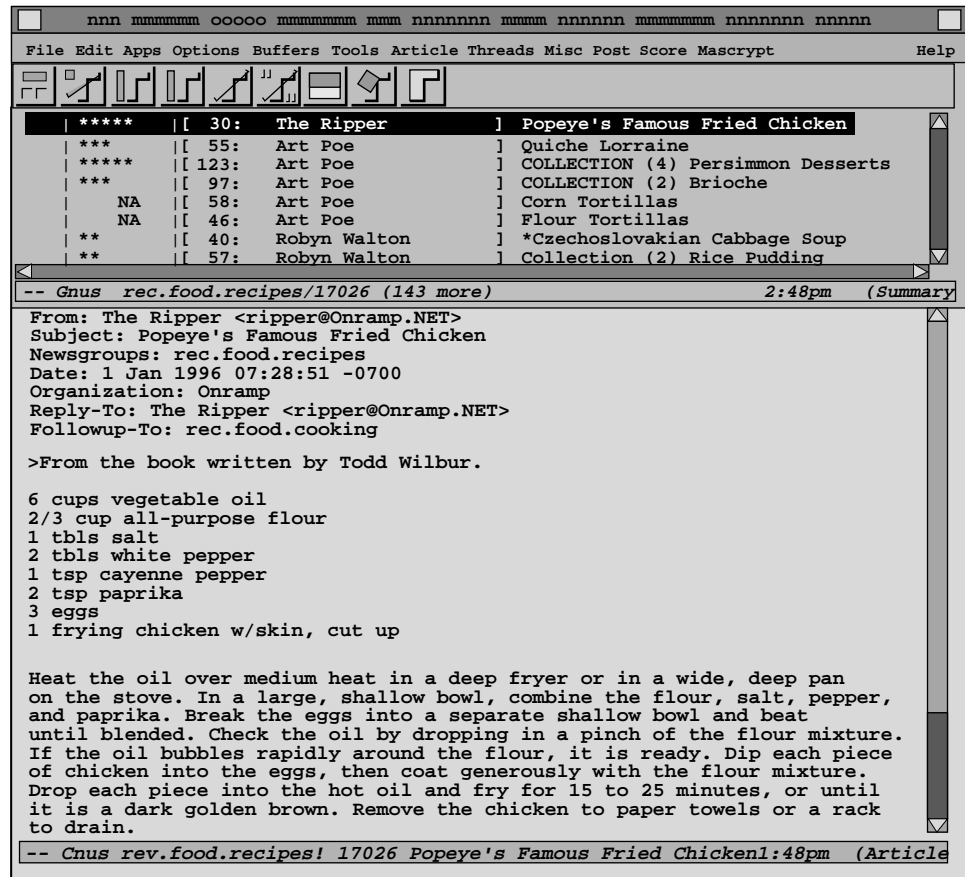 nnn mmmmmm ooooo mmmmmmm mmm nnnnnnn mmmm nnnnnn mmmmmmm nnnnnnn nnnnn
File Edit Apps Options Buffers Tools Article Threads Misc Post Score Mascrypt Help
| ***** |[ 30: The Ripper ] Popeye's Famous Fried Chicken
| *** |[ 55: Art Poe ] Quiche Lorraine
| ***** |[ 123: Art Poe ] COLLECTION (4) Persimmon Desserts
| *** |[ 97: Art Poe ] COLLECTION (2) Brioche
| NA |[ 58: Art Poe ] Corn Tortillas
| NA |[ 46: Art Poe ] Flour Tortillas
| ** |[ 40: Robyn Walton ] *Czechoslovakian Cabbage Soup
| ** |[ 57: Robyn Walton ] Collection (2) Rice Pudding
-- Gnus rec.food.recipes/17026 (143 more) 2:48pm (Summary
From: The Ripper <ripper@Onramp.NET>
Subject: Popeye's Famous Fried Chicken
Newsgroups: rec.food.recipes
Date: 1 Jan 1996 07:28:51 -0700
Organization: Onramp
Reply-To: The Ripper <ripper@Onramp.NET>
Followup-To: rec.food.cooking
>From the book written by Todd Wilbur.
6 cups vegetable oil
2/3 cup all-purpose flour
1 tbls salt
2 tbls white pepper
1 tsp cayenne pepper
2 tsp paprika
3 eggs
1 frying chicken w/skin, cut up
Heat the oil over medium heat in a deep fryer or in a wide, deep pan
on the stove. In a large, shallow bowl, combine the flour, salt, pepper,
and paprika. Break the eggs into a separate shallow bowl and beat
until blended. Check the oil by dropping in a pinch of the flour mixture.
If the oil bubbles rapidly around the flour, it is ready. Dip each piece
of chicken into the eggs, then coat generously with the flour mixture.
Drop each piece into the hot oil and fry for 15 to 25 minutes, or until
it is a dark golden brown. Remove the chicken to paper towels or a rack
to drain.
-- Cnus rev.food.recipes! 17026 Popeye's Famous Fried Chicken1:48pm (Article